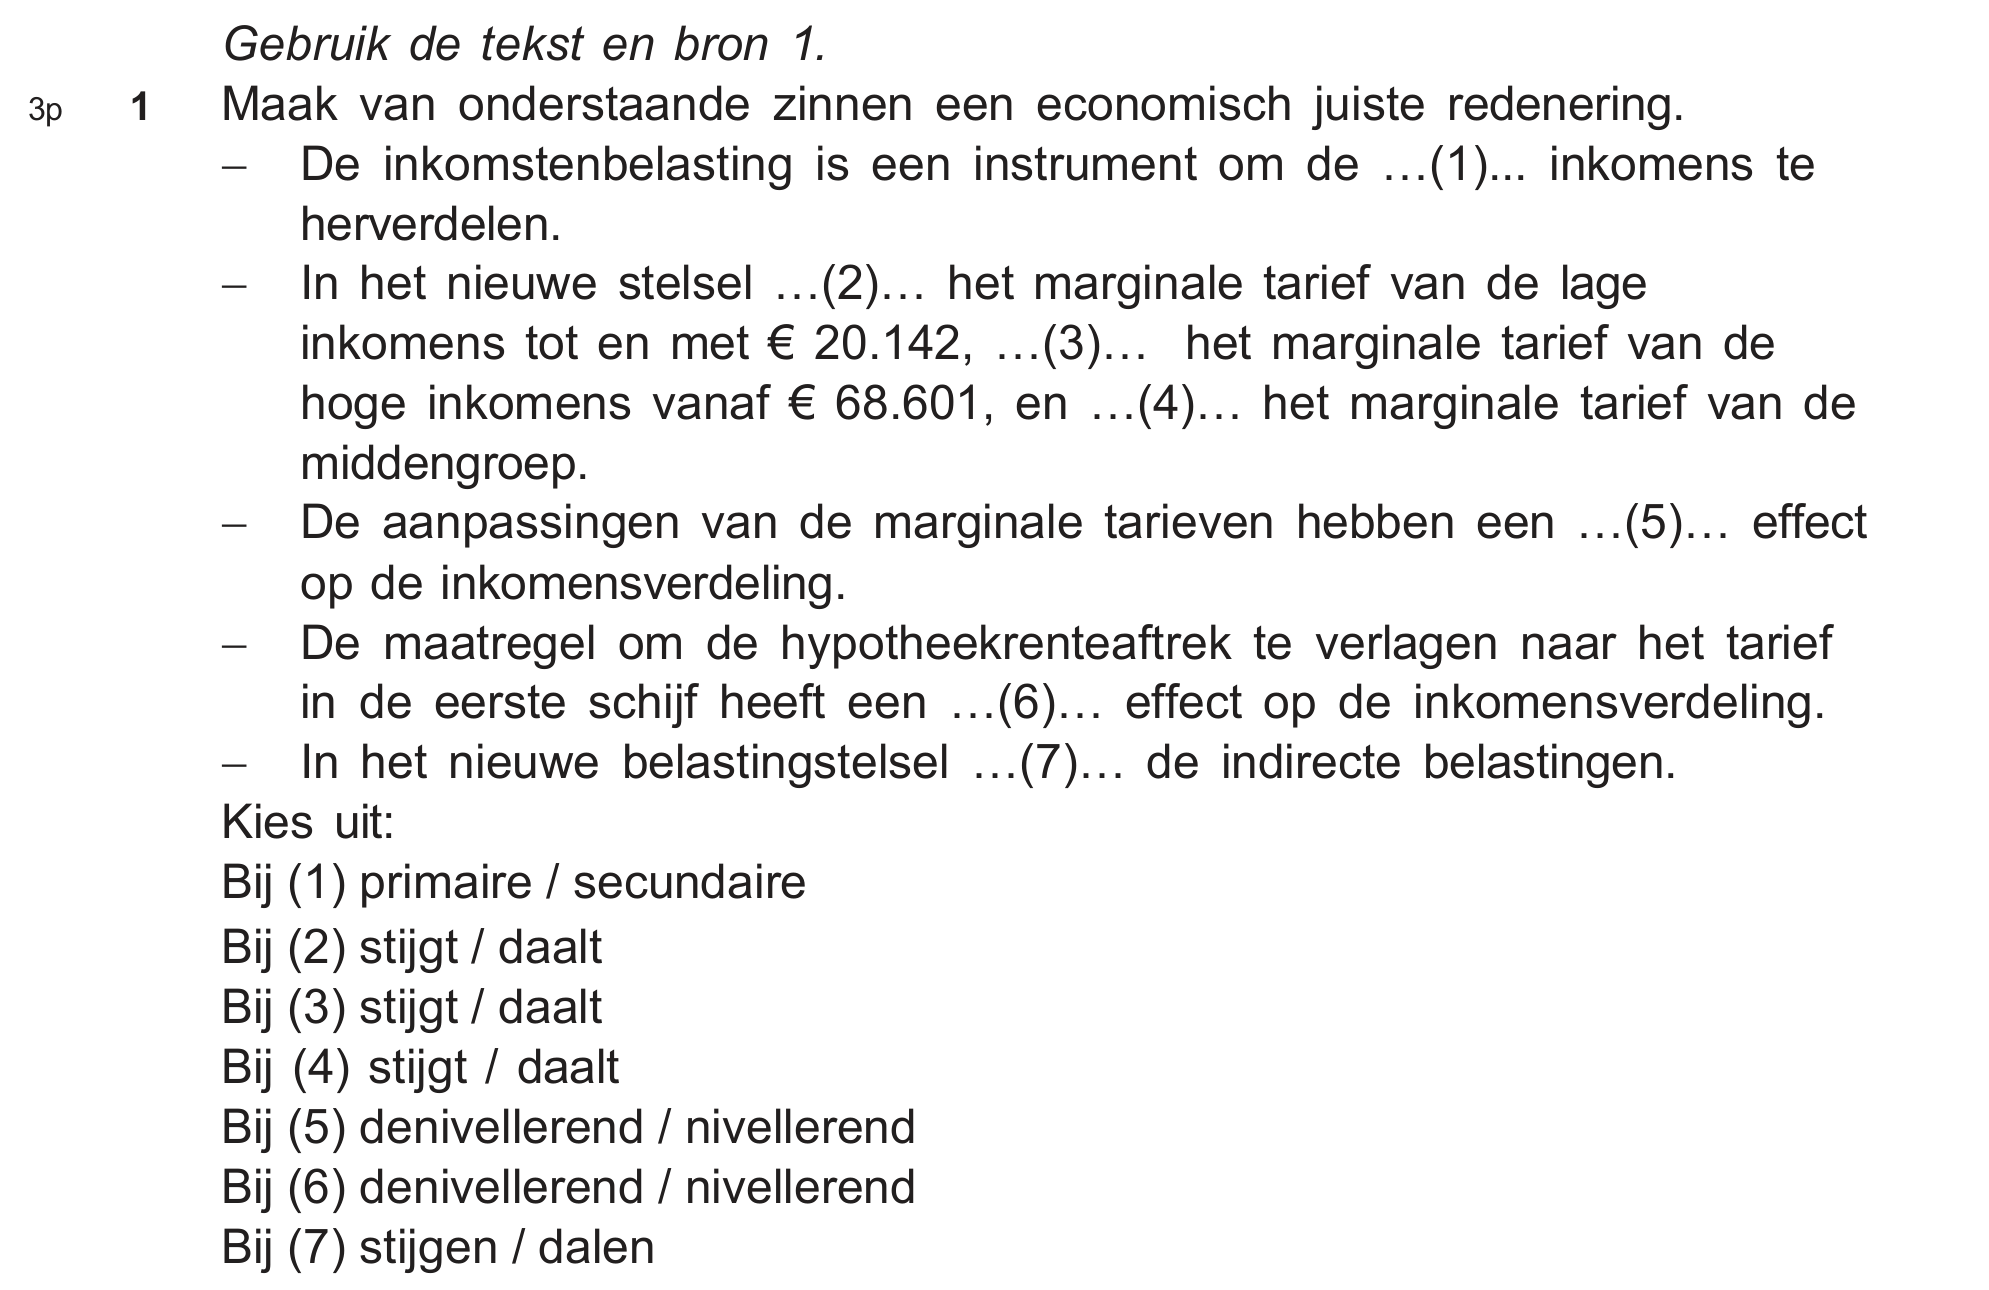 Gebruik de tekst en bron 1.
3p 1 Maak van onderstaande zinnen een economisch juiste redenering.
– De inkomstenbelasting is een instrument om de …(1)... inkomens te
herverdelen.
– In het nieuwe stelsel …(2)… het marginale tarief van de lage
inkomens tot en met € 20.142, …(3)… het marginale tarief van de
hoge inkomens vanaf € 68.601, en …(4)… het marginale tarief van de
middengroep.
– De aanpassingen van de marginale tarieven hebben een …(5)… effect
op de inkomensverdeling.
– De maatregel om de hypotheekrenteaftrek te verlagen naar het tarief
in de eerste schijf heeft een …(6)… effect op de inkomensverdeling.
– In het nieuwe belastingstelsel …(7)… de indirecte belastingen.
Kies uit:
Bij (1) primaire / secundaire
Bij (2) stijgt / daalt
Bij (3) stijgt / daalt
Bij (4) stijgt / daalt
Bij (5) denivellerend / nivellerend
Bij (6) denivellerend / nivellerend
Bij (7) stijgen / dalen